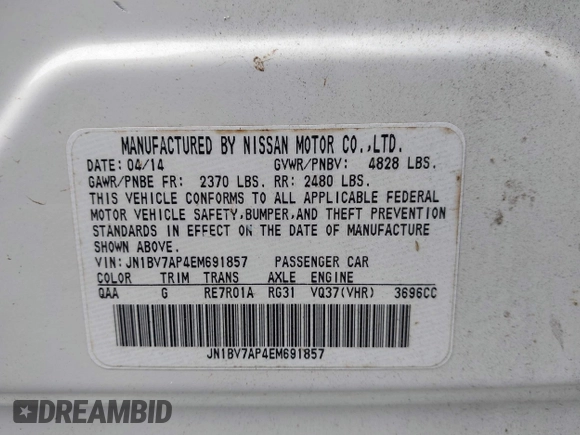 MANUFACTURED BY NISSAN MOTOR CO.,LTD.
DATE: 04/14 GVWR/PNBV: 4828 LBS.
GAWR/PNBE FR: 2370 LBS. RR: 2480 LBS.
THIS VEHICLE CONFORMS TO ALL APPLICABLE FEDERAL
MOTOR VEHICLE SAFETY,BUMPER,AND THEFT PREVENTION
STANDARDS IN EFFECT ON THE DATE OF MANUFACTURE
SHOWN ABOVE.
VIN: JN1BV7AP4EM691857 PASSENGER CAR
COLOR TRIM TRANS AXLE ENGINE
QAA G RE7R01A RG31 VQ37(VHR) 3696CC
JN1BV7AP4EM691857
DREAMBID